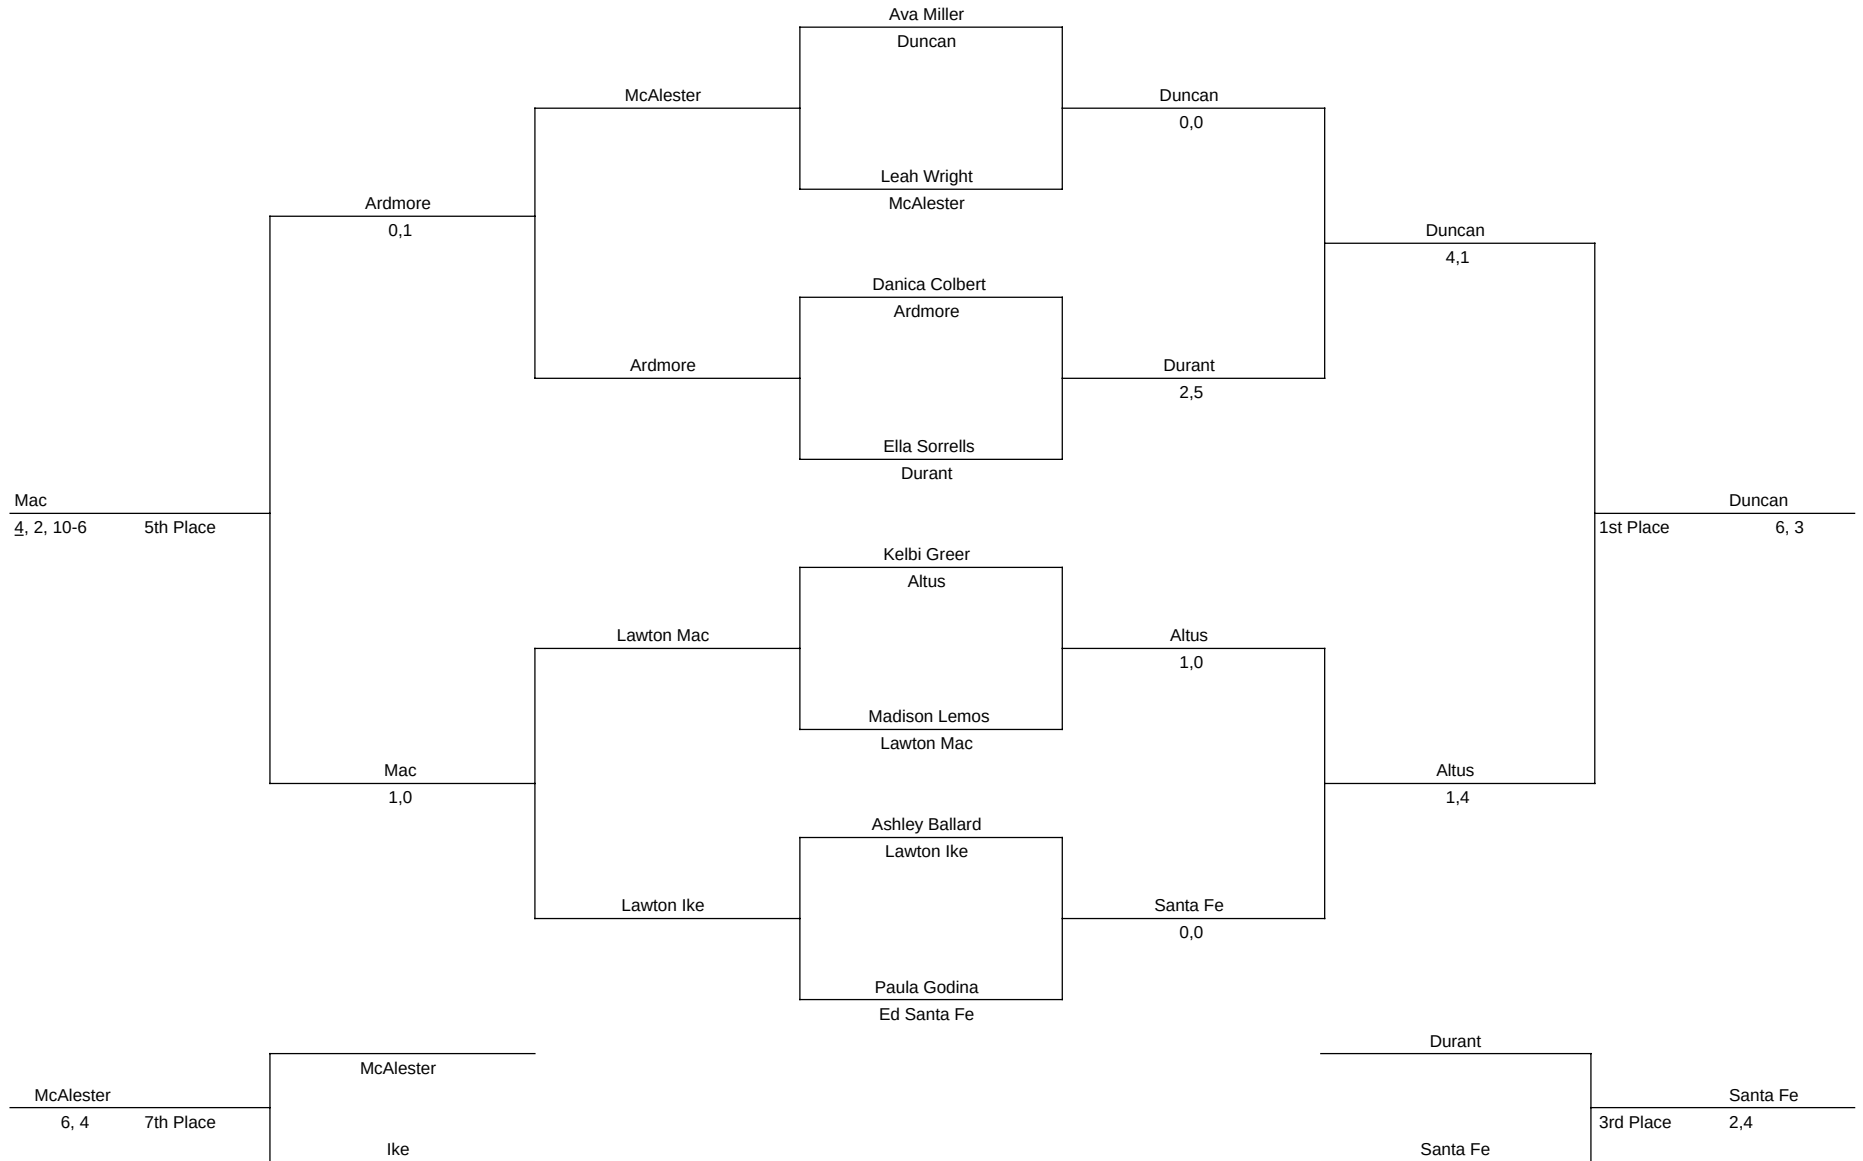 Ava Miller
Duncan
McAlester
Duncan
0,0
Leah Wright
McAlester
Ardmore
0,1
Duncan
4,1
Danica Colbert
Ardmore
Ardmore
Durant
2,5
Ella Sorrells
Durant
Mac
4, 2, 10-6 5th Place
Duncan
1st Place 6, 3
Kelbi Greer
Altus
Lawton Mac
Altus
1,0
Madison Lemos
Lawton Mac
Mac
1,0
Altus
1,4
Ashley Ballard
Lawton Ike
Lawton Ike
Santa Fe
0,0
Paula Godina
Ed Santa Fe
Durant
McAlester
McAlester
6, 4 7th Place
Santa Fe
3rd Place 2,4
Ike
Santa Fe